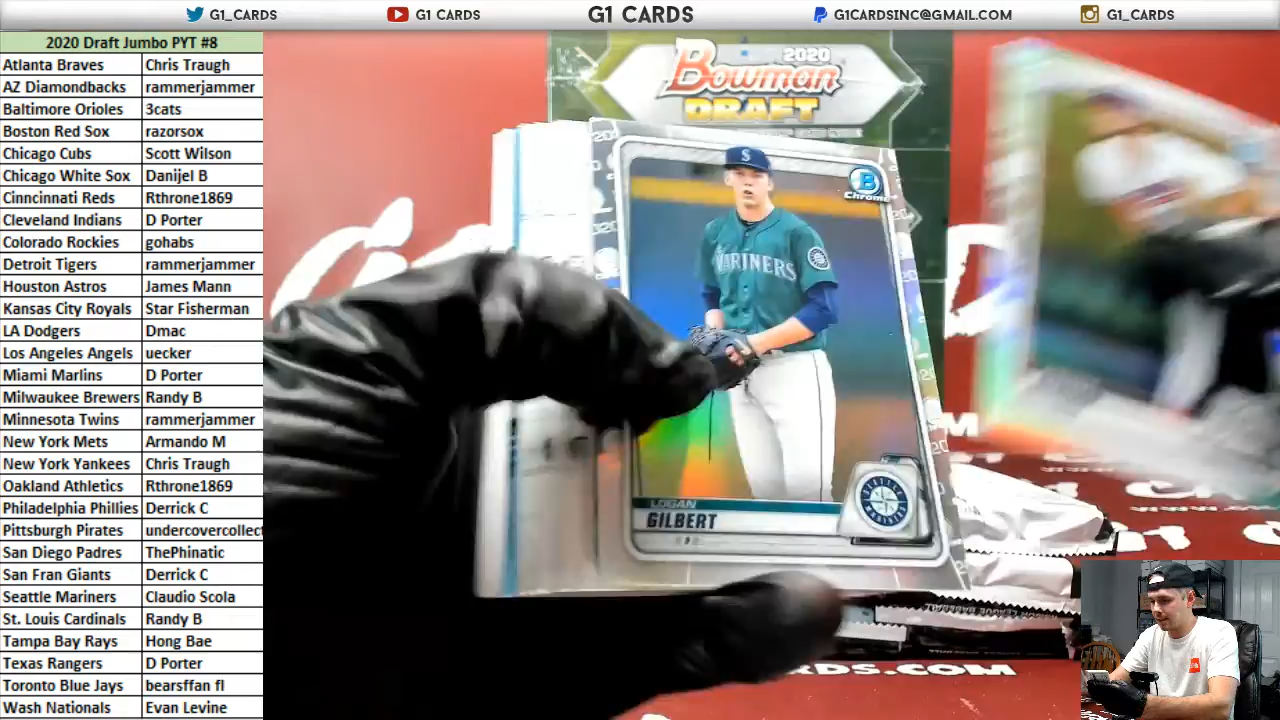 G1_CARDS
G1 CARDS
G1 CARDS
G1CARDSINC@GMAIL.COM
G1_CARDS
2020 Draft Jumbo PYT #8
Atlanta Braves Chris Traugh
AZ Diamondbacks rammerjammer
Baltimore Orioles 3cats
Boston Red Sox razorsox
Chicago Cubs Scott Wilson
Chicago White Sox Danijel B
Cinncinnati Reds Rthrone1869
Cleveland Indians D Porter
Colorado Rockies gohabs
Detroit Tigers rammerjammer
Houston Astros James Mann
Kansas City Royals Star Fisherman
LA Dodgers Dmac
Los Angeles Angels uecker
Miami Marlins D Porter
Milwaukee Brewers Randy B
Minnesota Twins rammerjammer
New York Mets Armando M
New York Yankees Chris Traugh
Oakland Athletics Rthrone1869
Philadelphia Phillies Derrick C
Pittsburgh Pirates undercovercollect
San Diego Padres ThePhinatic
San Fran Giants Derrick C
Seattle Mariners Claudio Scola
St. Louis Cardinals Randy B
Tampa Bay Rays Hong Bae
Texas Rangers D Porter
Toronto Blue Jays bearsffan fl
Wash Nationals Evan Levine
2020
Bowman
DRAFT
S
B
Chrome
MARINERS
LOGAN
GILBERT
RDS.COM